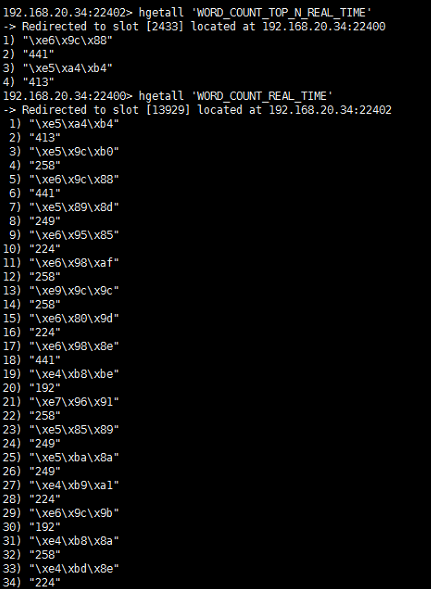 192.168.20.34:22402> hgetall 'WORD_COUNT_TOP_N_REAL_TIME'
-> Redirected to slot [2433] located at 192.168.20.34:22400
1) "\xe6\x9c\x88"
2) "441"
3) "\xe5\xa4\xb4"
4) "413"
192.168.20.34:22400> hgetall 'WORD_COUNT_REAL_TIME'
-> Redirected to slot [13929] located at 192.168.20.34:22402
1) "\xe5\xa4\xb4"
2) "413"
3) "\xe5\x9c\xb0"
4) "258"
5) "\xe6\x9c\x88"
6) "441"
7) "\xe5\x89\x8d"
8) "249"
9) "\xe6\x95\x85"
10) "224"
11) "\xe6\x98\xaf"
12) "258"
13) "\xe9\x9c\x9c"
14) "258"
15) "\xe6\x80\x9d"
16) "224"
17) "\xe6\x98\x8e"
18) "441"
19) "\xe4\xb8\xbe"
20) "192"
21) "\xe7\x96\x91"
22) "258"
23) "\xe5\x85\x89"
24) "249"
25) "\xe5\xba\x8a"
26) "249"
27) "\xe4\xb9\xa1"
28) "224"
29) "\xe6\x9c\x9b"
30) "192"
31) "\xe4\xb8\x8a"
32) "258"
33) "\xe4\xbd\x8e"
34) "224"